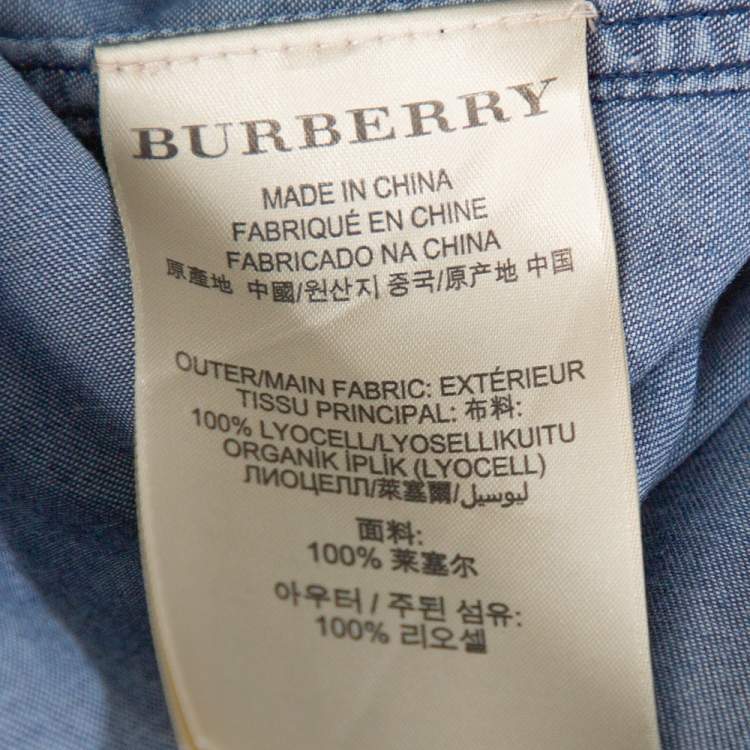 BURBERRY
MADE IN CHINA
FABRIQUÉ EN CHINE
FABRICADO NA CHINA
原產地 中國/원산지 중국/原产地 中国
OUTER/MAIN FABRIC: EXTÉRIEUR
TISSU PRINCIPAL: 布料:
100% LYOCELL/LYOSELLIKUITU
ORGANİK İPLİK (LYOCELL)
ЛИОЦЕЛЛ/萊塞爾/ليوسيل
面料:
100% 莱塞尔
아우터 / 주된 섬유:
100% 리오셀